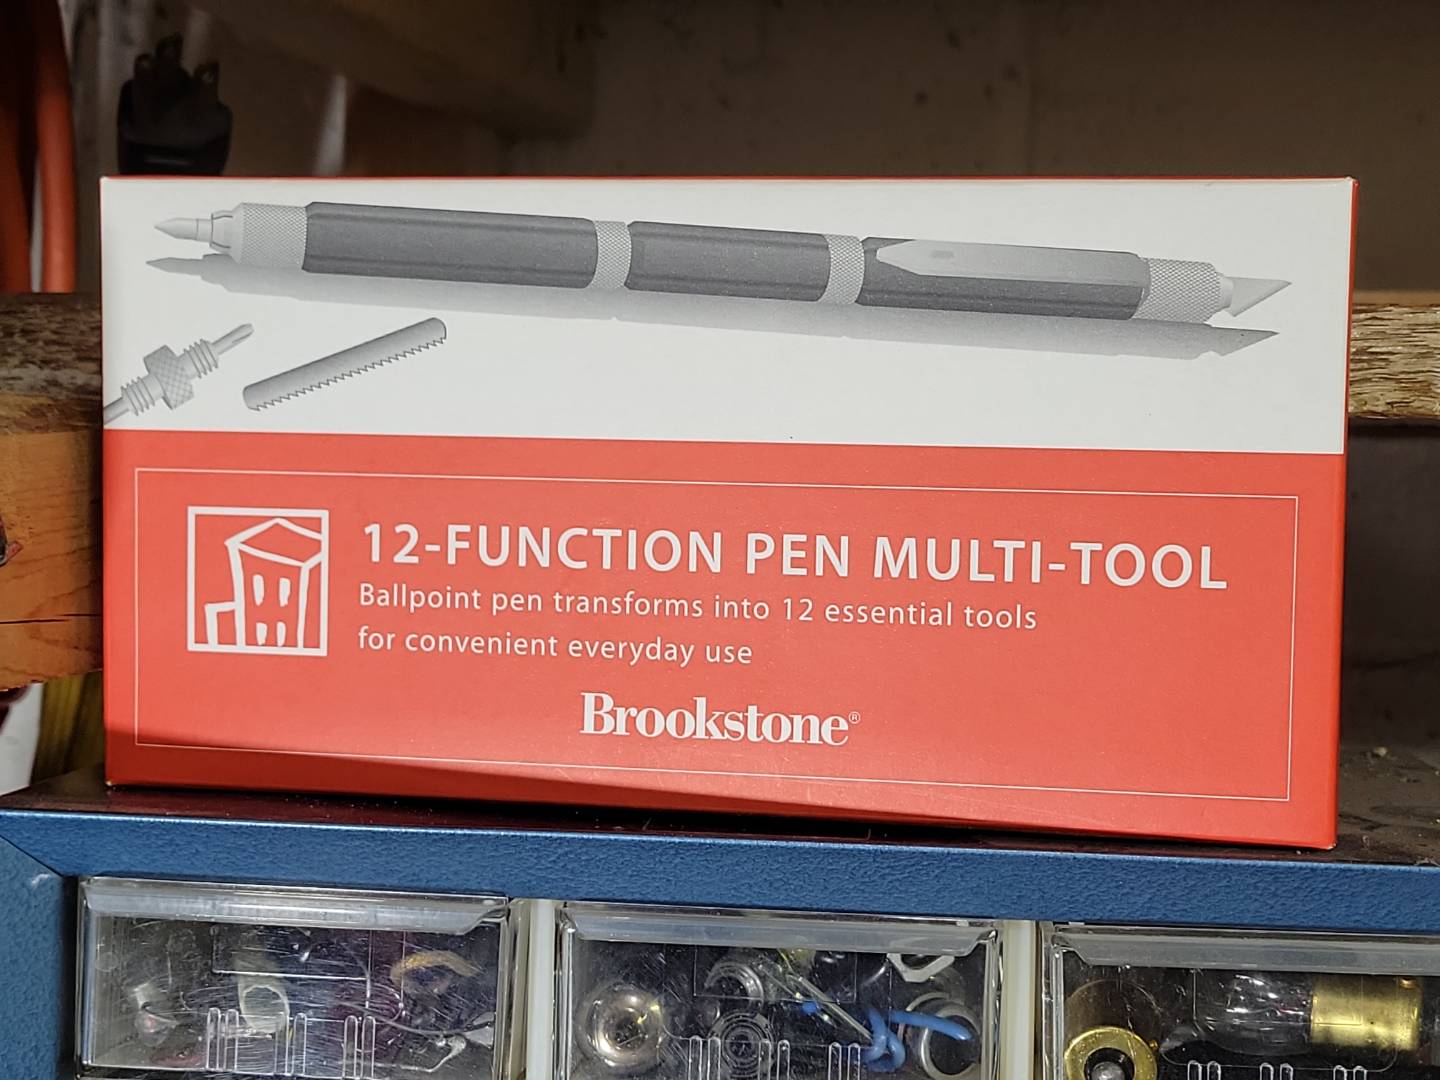 12-FUNCTION PEN MULTI-TOOL
Ballpoint pen transforms into 12 essential tools
for convenient everyday use
Brookstone®